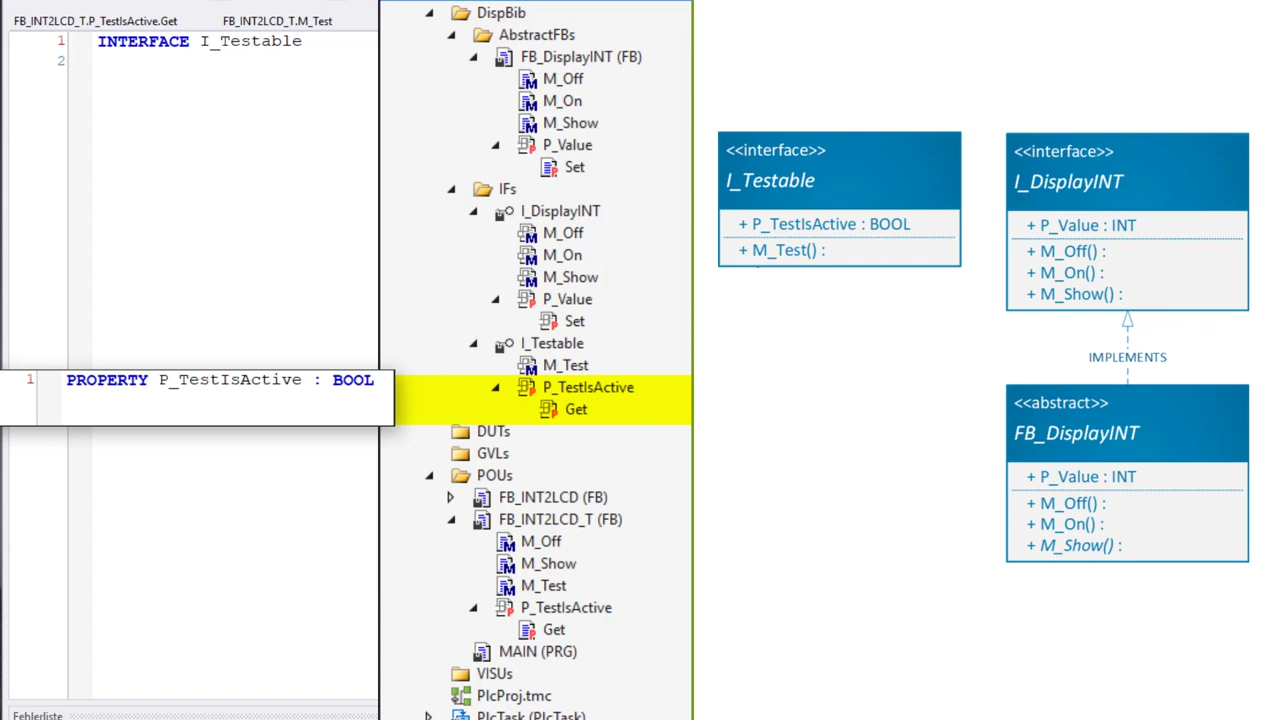 FB_INT2LCD_T.P_TestIsActive.Get
FB_INT2LCD_T.M_Test
1 INTERFACE I_Testable
2
1 PROPERTY P_TestIsActive : BOOL
Fehlerliste
DispBib
AbstractFBs
FB_DisplayINT (FB)
M_Off
M_On
M_Show
P_Value
Set
IFs
I_DisplayINT
M_Off
M_On
M_Show
P_Value
Set
I_Testable
M_Test
P_TestIsActive
Get
DUTs
GVLs
POUs
FB_INT2LCD (FB)
FB_INT2LCD_T (FB)
M_Off
M_Show
M_Test
P_TestIsActive
Get
MAIN (PRG)
VISUs
PlcProj.tmc
PlcTask (PlcTask)
<<interface>>
I_Testable
+ P_TestIsActive : BOOL
+ M_Test() :
<<interface>>
I_DisplayINT
+ P_Value : INT
+ M_Off() :
+ M_On() :
+ M_Show() :
IMPLEMENTS
<<abstract>>
FB_DisplayINT
+ P_Value : INT
+ M_Off() :
+ M_On() :
+ M_Show() :